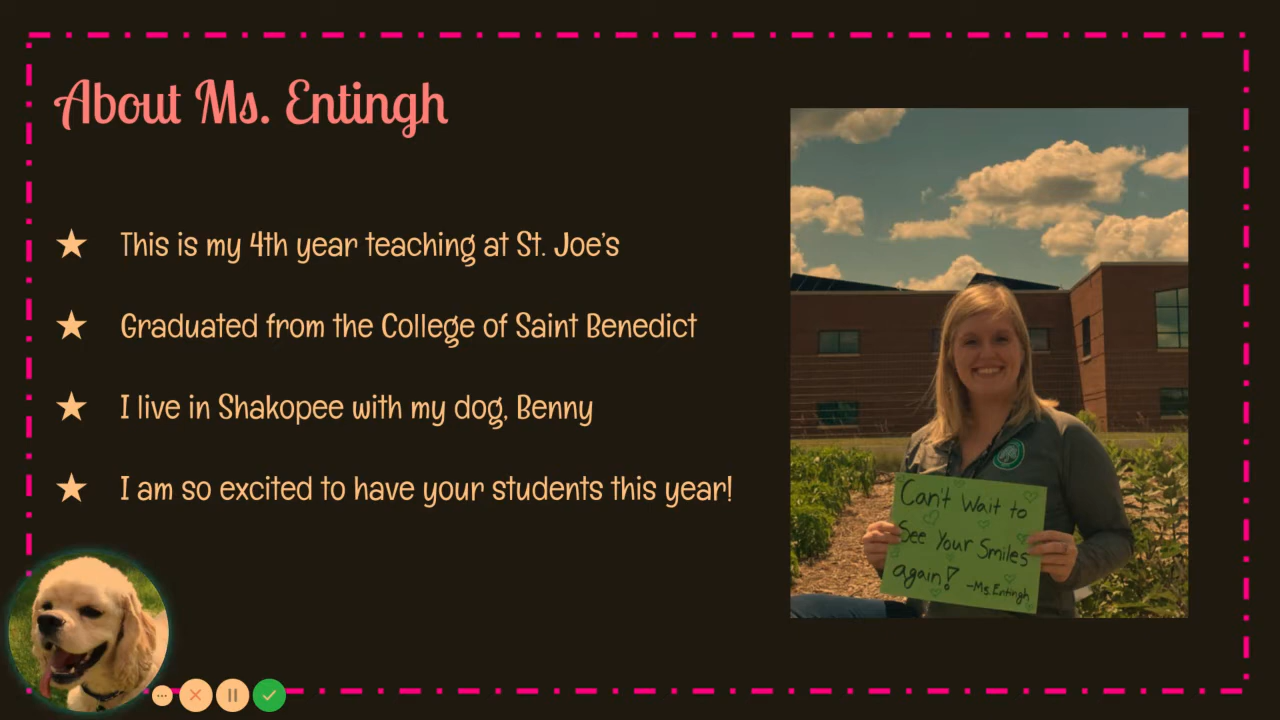 About Ms. Entingh
This is my 4th year teaching at St. Joe's
Graduated from the College of Saint Benedict
I live in Shakopee with my dog, Benny
I am so excited to have your students this year!
Can't Wait to
See Your Smiles
again!
-Ms. Entingh